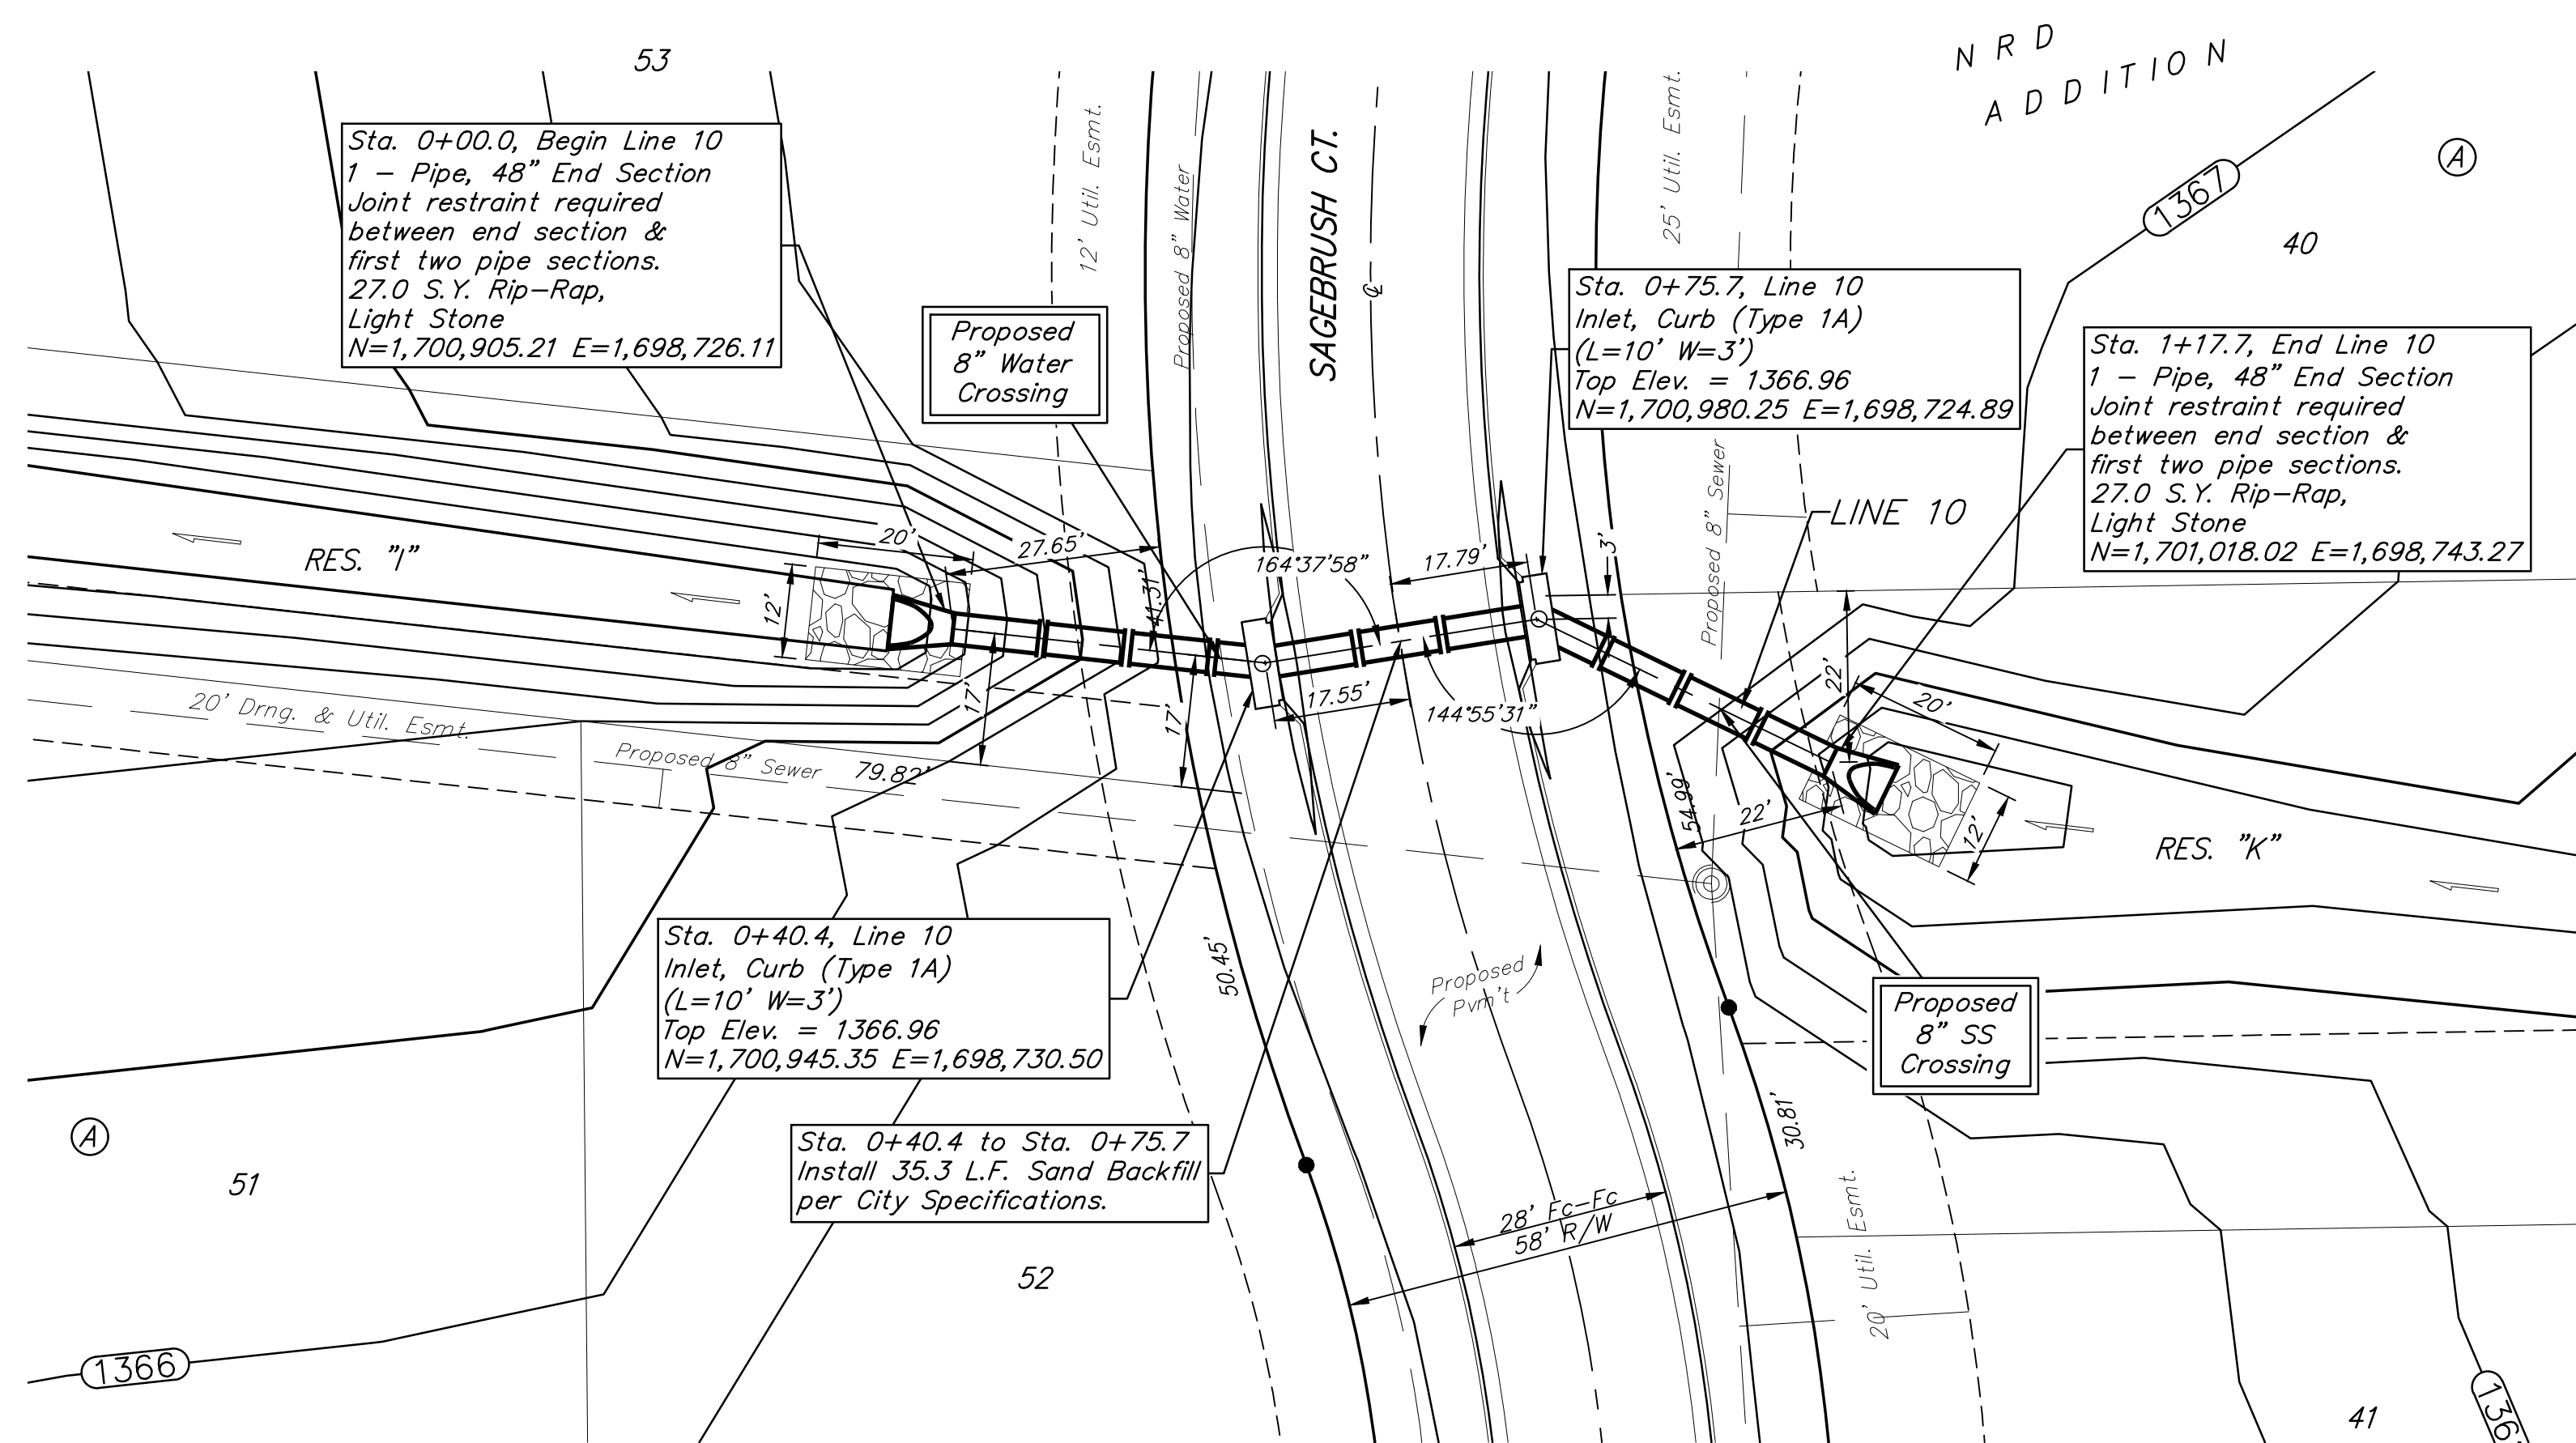 53
N R D
A D D I T I O N
A
40
1367
Sta. 0+00.0, Begin Line 10
1 – Pipe, 48" End Section
Joint restraint required
between end section &
first two pipe sections.
27.0 S.Y. Rip–Rap,
Light Stone
N=1,700,905.21 E=1,698,726.11
12' Util. Esmt.
Proposed 8" Water
SAGEBRUSH CT.
℄
25' Util. Esmt.
Proposed
8" Water
Crossing
Sta. 0+75.7, Line 10
Inlet, Curb (Type 1A)
(L=10' W=3')
Top Elev. = 1366.96
N=1,700,980.25 E=1,698,724.89
Sta. 1+17.7, End Line 10
1 – Pipe, 48" End Section
Joint restraint required
between end section &
first two pipe sections.
27.0 S.Y. Rip–Rap,
Light Stone
N=1,701,018.02 E=1,698,743.27
Proposed 8" Sewer
LINE 10
RES. "I"
20'
27.65'
12'
41.31'
164°37'58"
17.79'
3'
17'
17'
17.55'
144°55'31"
22'
20'
20' Drng. & Util. Esmt.
Proposed 8" Sewer
79.82'
54.99'
22'
12'
RES. "K"
Sta. 0+40.4, Line 10
Inlet, Curb (Type 1A)
(L=10' W=3')
Top Elev. = 1366.96
N=1,700,945.35 E=1,698,730.50
50.45'
Proposed
Pvm't
Proposed
8" SS
Crossing
Sta. 0+40.4 to Sta. 0+75.7
Install 35.3 L.F. Sand Backfill
per City Specifications.
30.81'
A
51
52
28' Fc–Fc
58' R/W
20' Util. Esmt.
1366
41